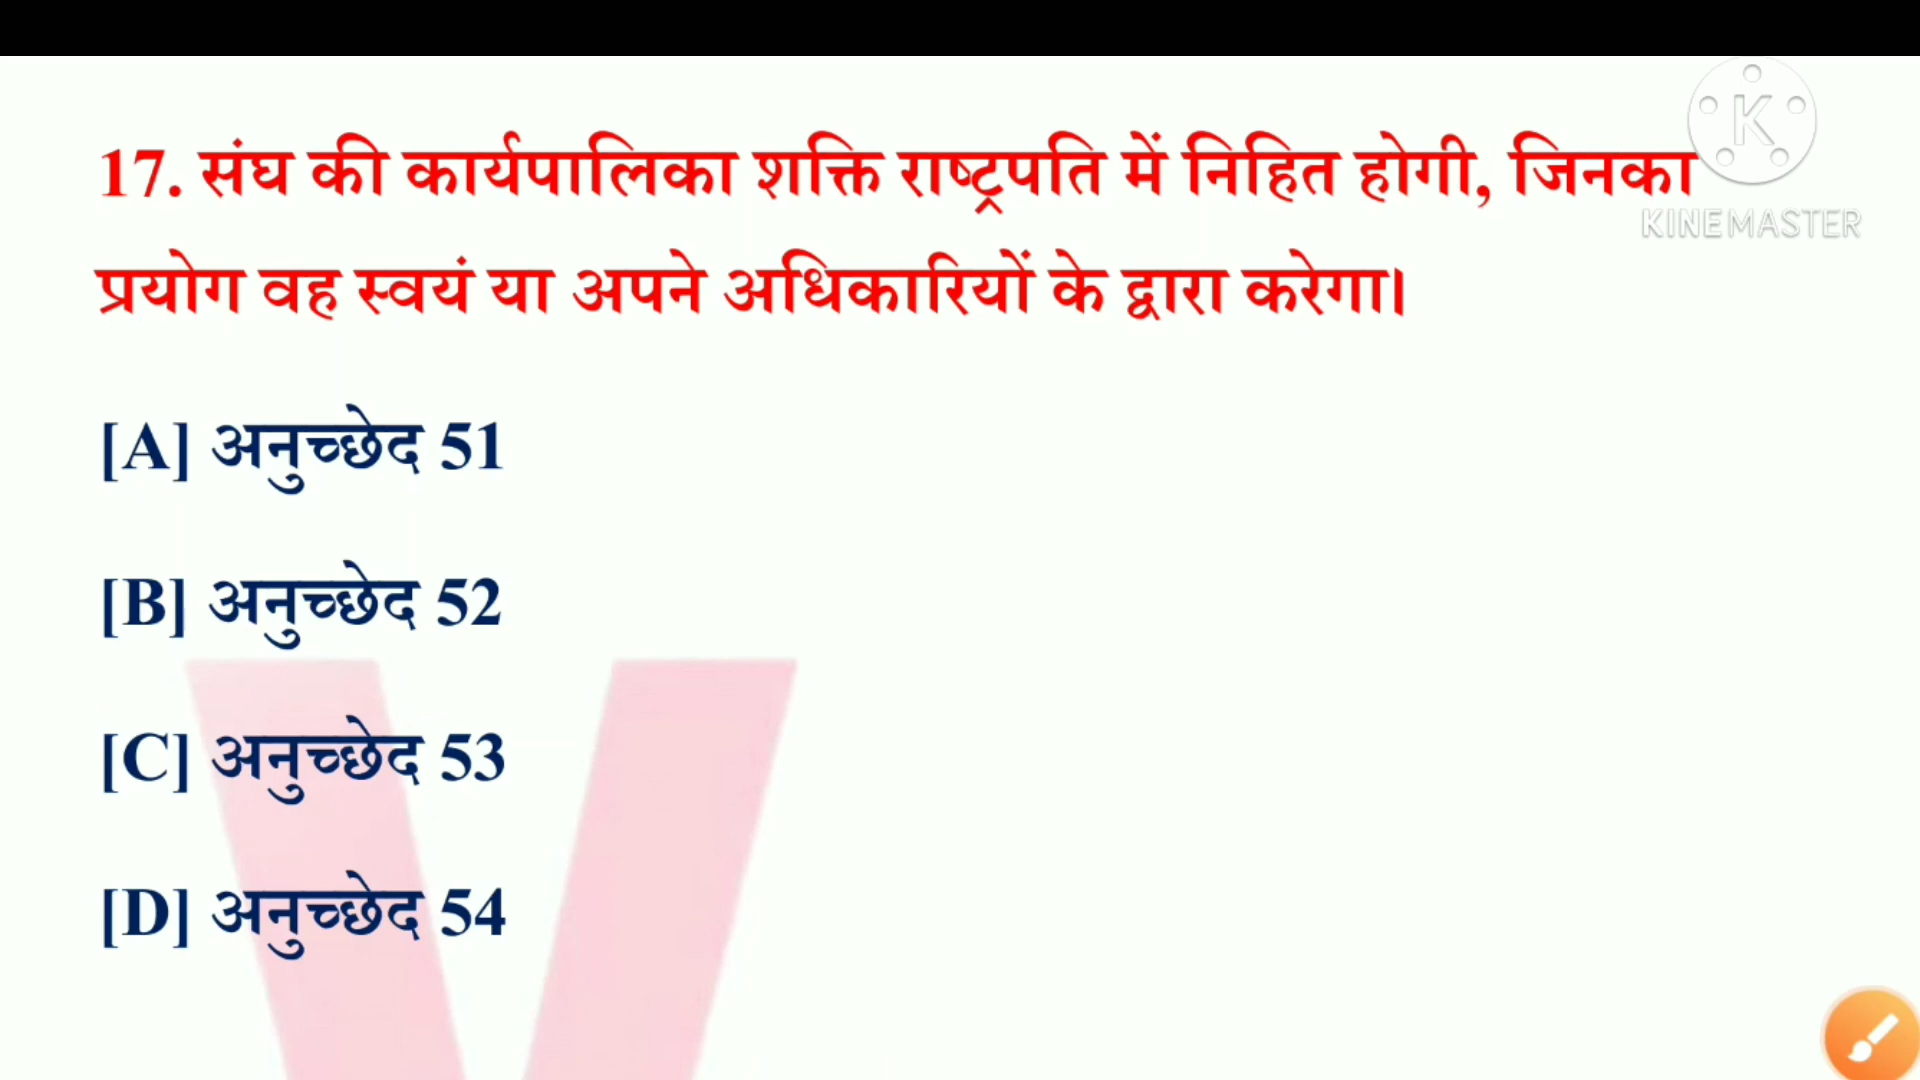 17. संघ की कार्यपालिका शक्ति राष्ट्रपति में निहित होगी, जिनका
प्रयोग वह स्वयं या अपने अधिकारियों के द्वारा करेगा।
[A] अनुच्छेद 51
[B] अनुच्छेद 52
[C] अनुच्छेद 53
[D] अनुच्छेद 54
K
KINEMASTER